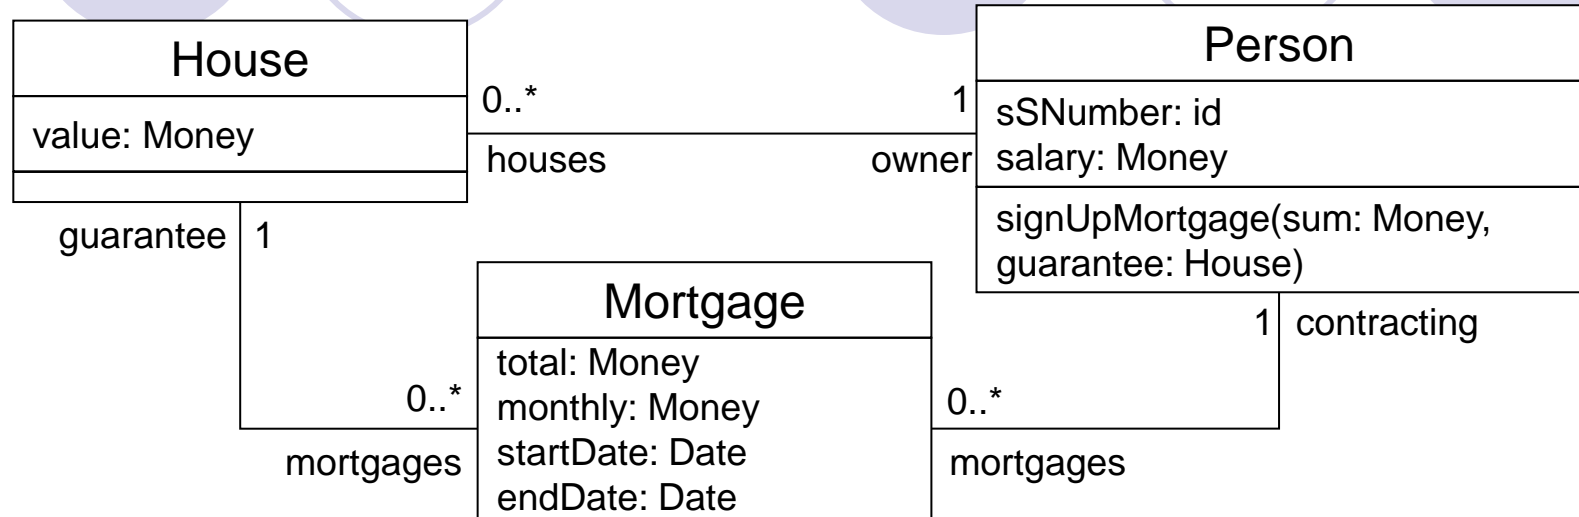 House
value: Money
0..*
1
houses
owner
Person
sSNumber: id
salary: Money
signUpMortgage(sum: Money,
guarantee: House)
guarantee
1
Mortgage
total: Money
monthly: Money
startDate: Date
endDate: Date
0..*
mortgages
0..*
mortgages
1
contracting